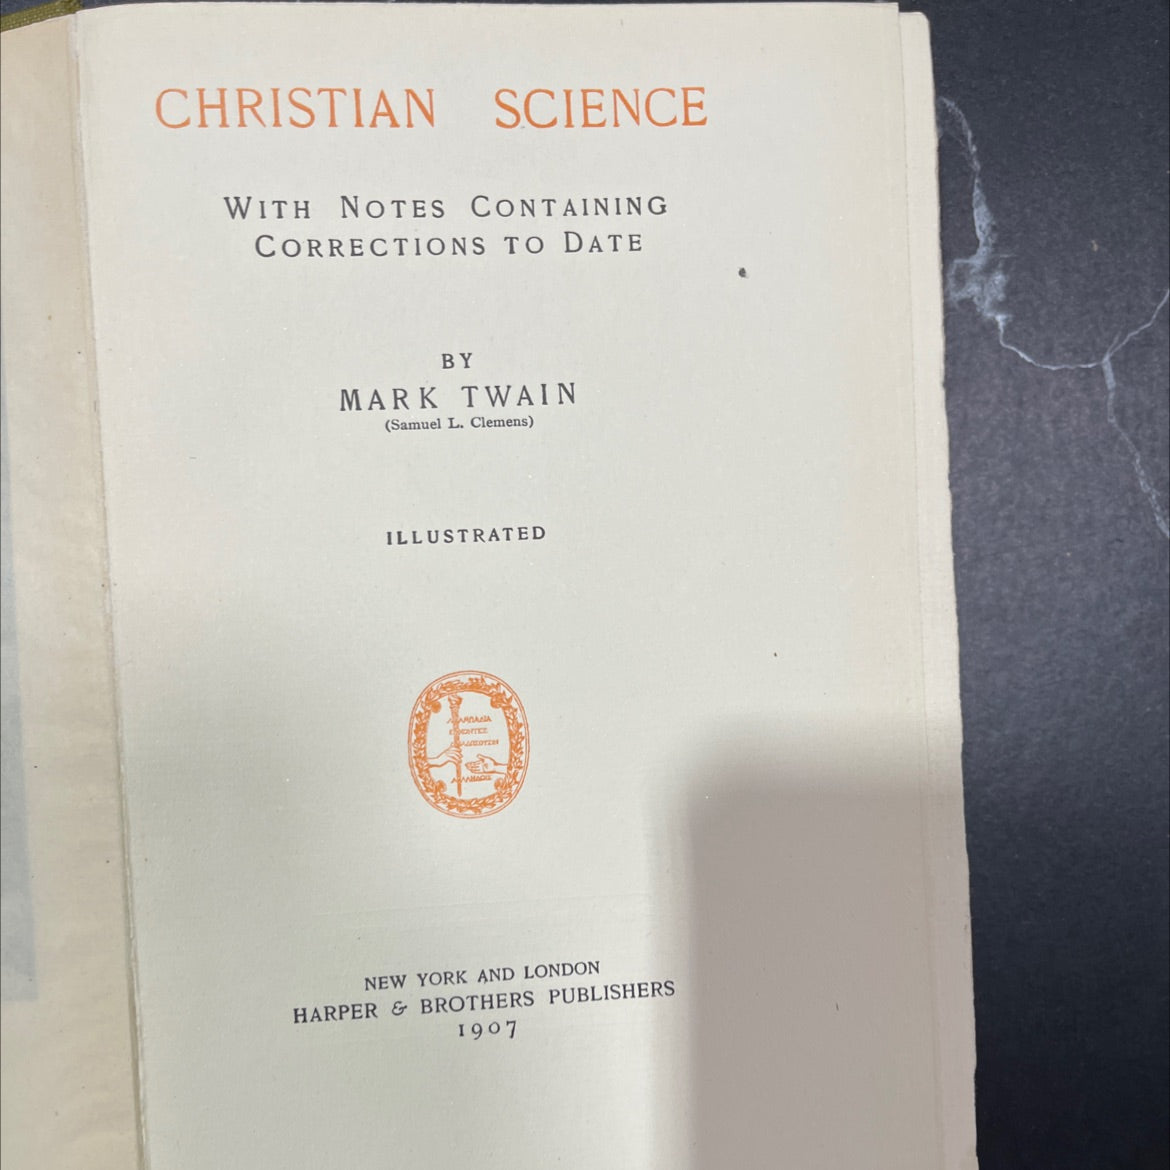 CHRISTIAN SCIENCE
WITH NOTES CONTAINING
CORRECTIONS TO DATE
BY
MARK TWAIN
(Samuel L. Clemens)
ILLUSTRATED
NEW YORK AND LONDON
HARPER & BROTHERS PUBLISHERS
1907